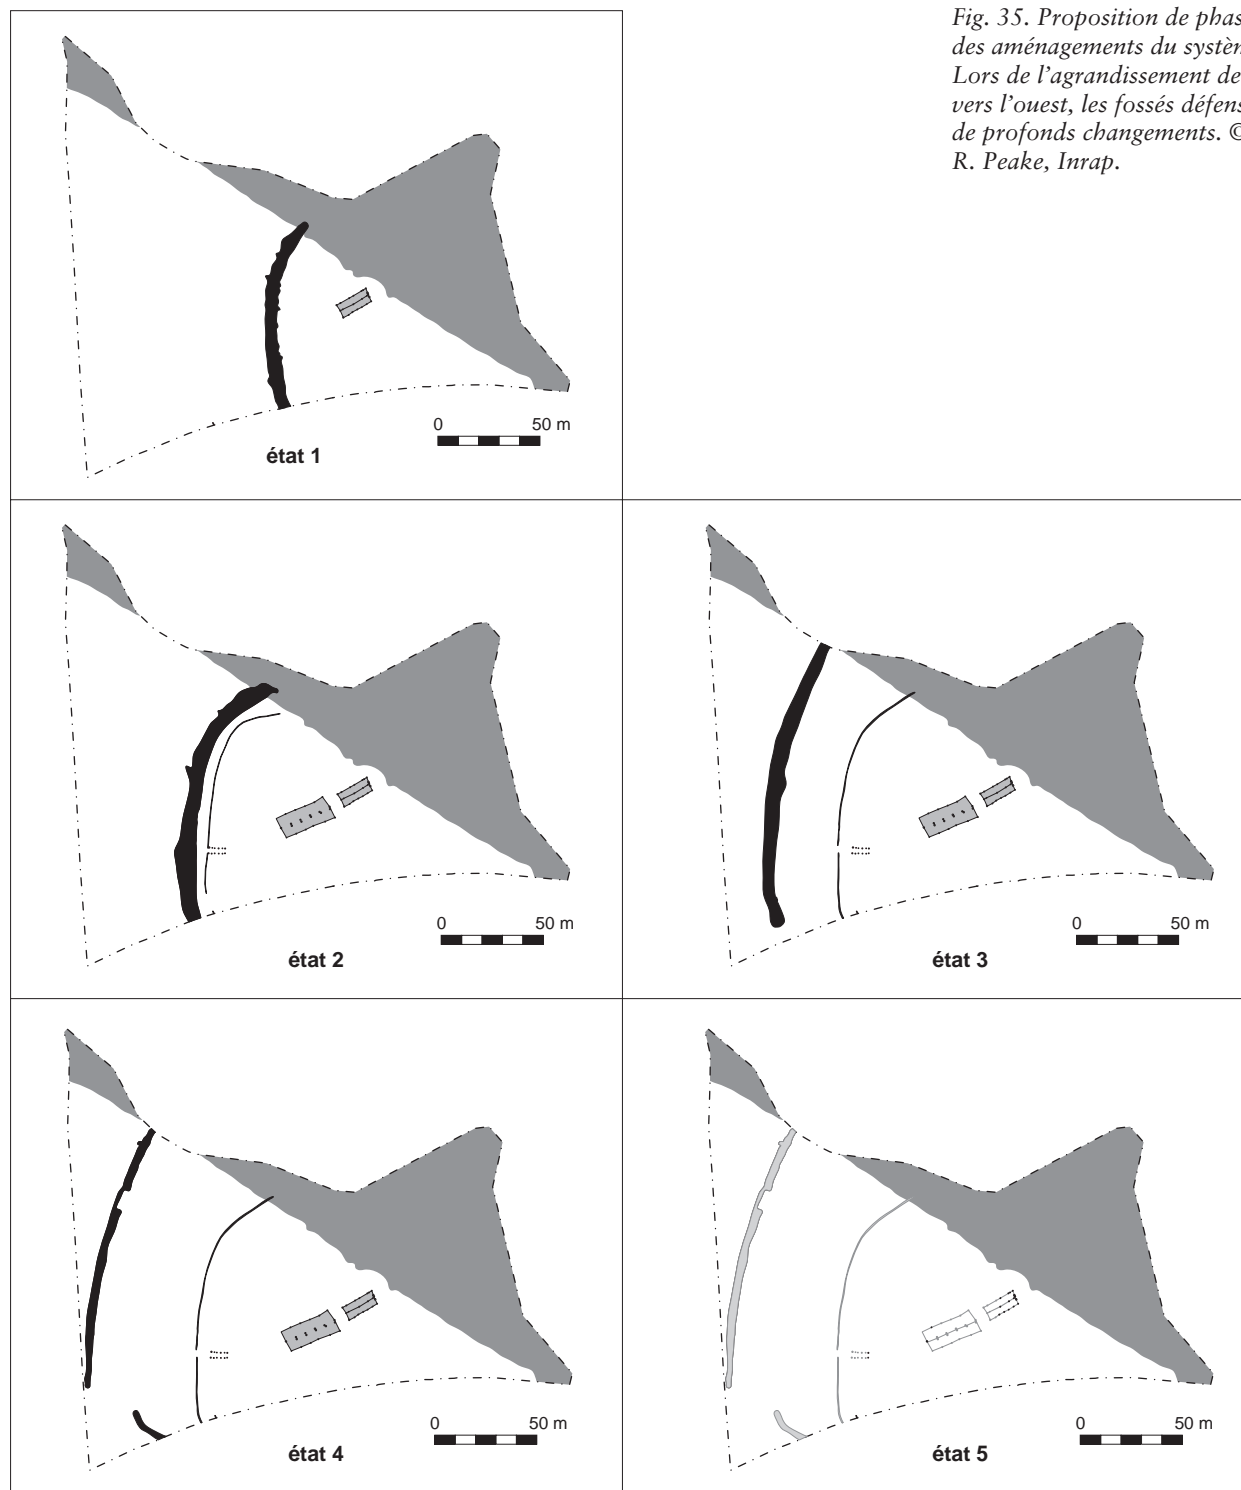 Fig. 35. Proposition de phas
des aménagements du systèm
Lors de l'agrandissement de
vers l'ouest, les fossés défens
de profonds changements. ©
R. Peake, Inrap.
0 50 m
état 1
0 50 m
état 2
0 50 m
état 3
0 50 m
état 4
0 50 m
état 5